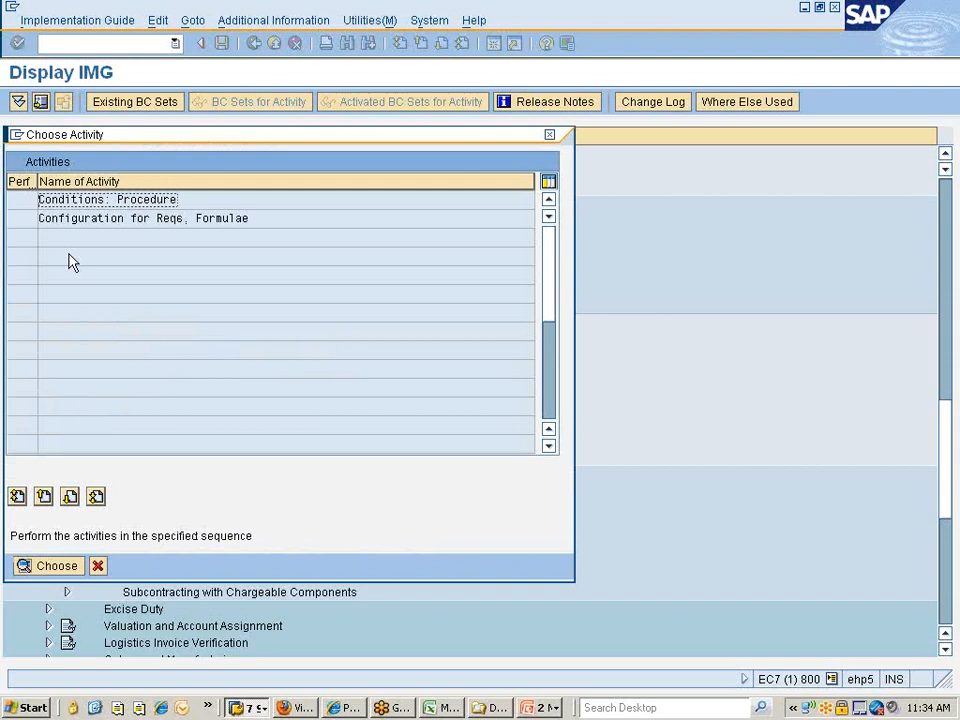 Implementation Guide Edit Goto Additional Information Utilities(M) System Help
SAP
Display IMG
Existing BC Sets BC Sets for Activity Activated BC Sets for Activity Release Notes Change Log Where Else Used
Choose Activity
Activities
Perf.. Name of Activity
Conditions: Procedure
Configuration for Reqs, Formulae
Perform the activities in the specified sequence
Choose
Subcontracting with Chargeable Components
Excise Duty
Valuation and Account Assignment
Logistics Invoice Verification
EC7 (1) 800 ehp5 INS
Start 7 S Vi... P... G... M... D... 2 N Search Desktop « 11:34 AM